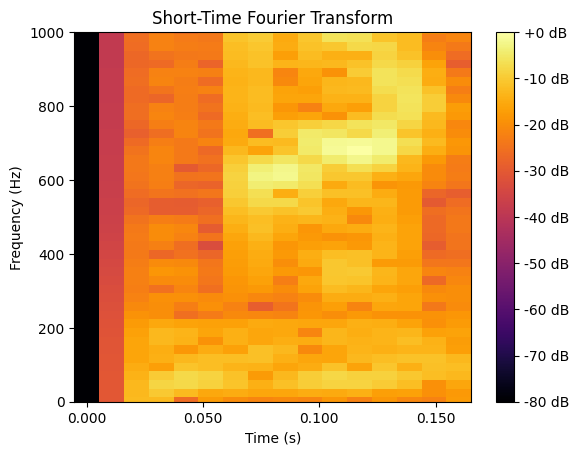 Short-Time Fourier Transform
1000
800
600
400
200
0
Frequency (Hz)
0.000
0.050
0.100
0.150
Time (s)
+0 dB
-10 dB
-20 dB
-30 dB
-40 dB
-50 dB
-60 dB
-70 dB
-80 dB